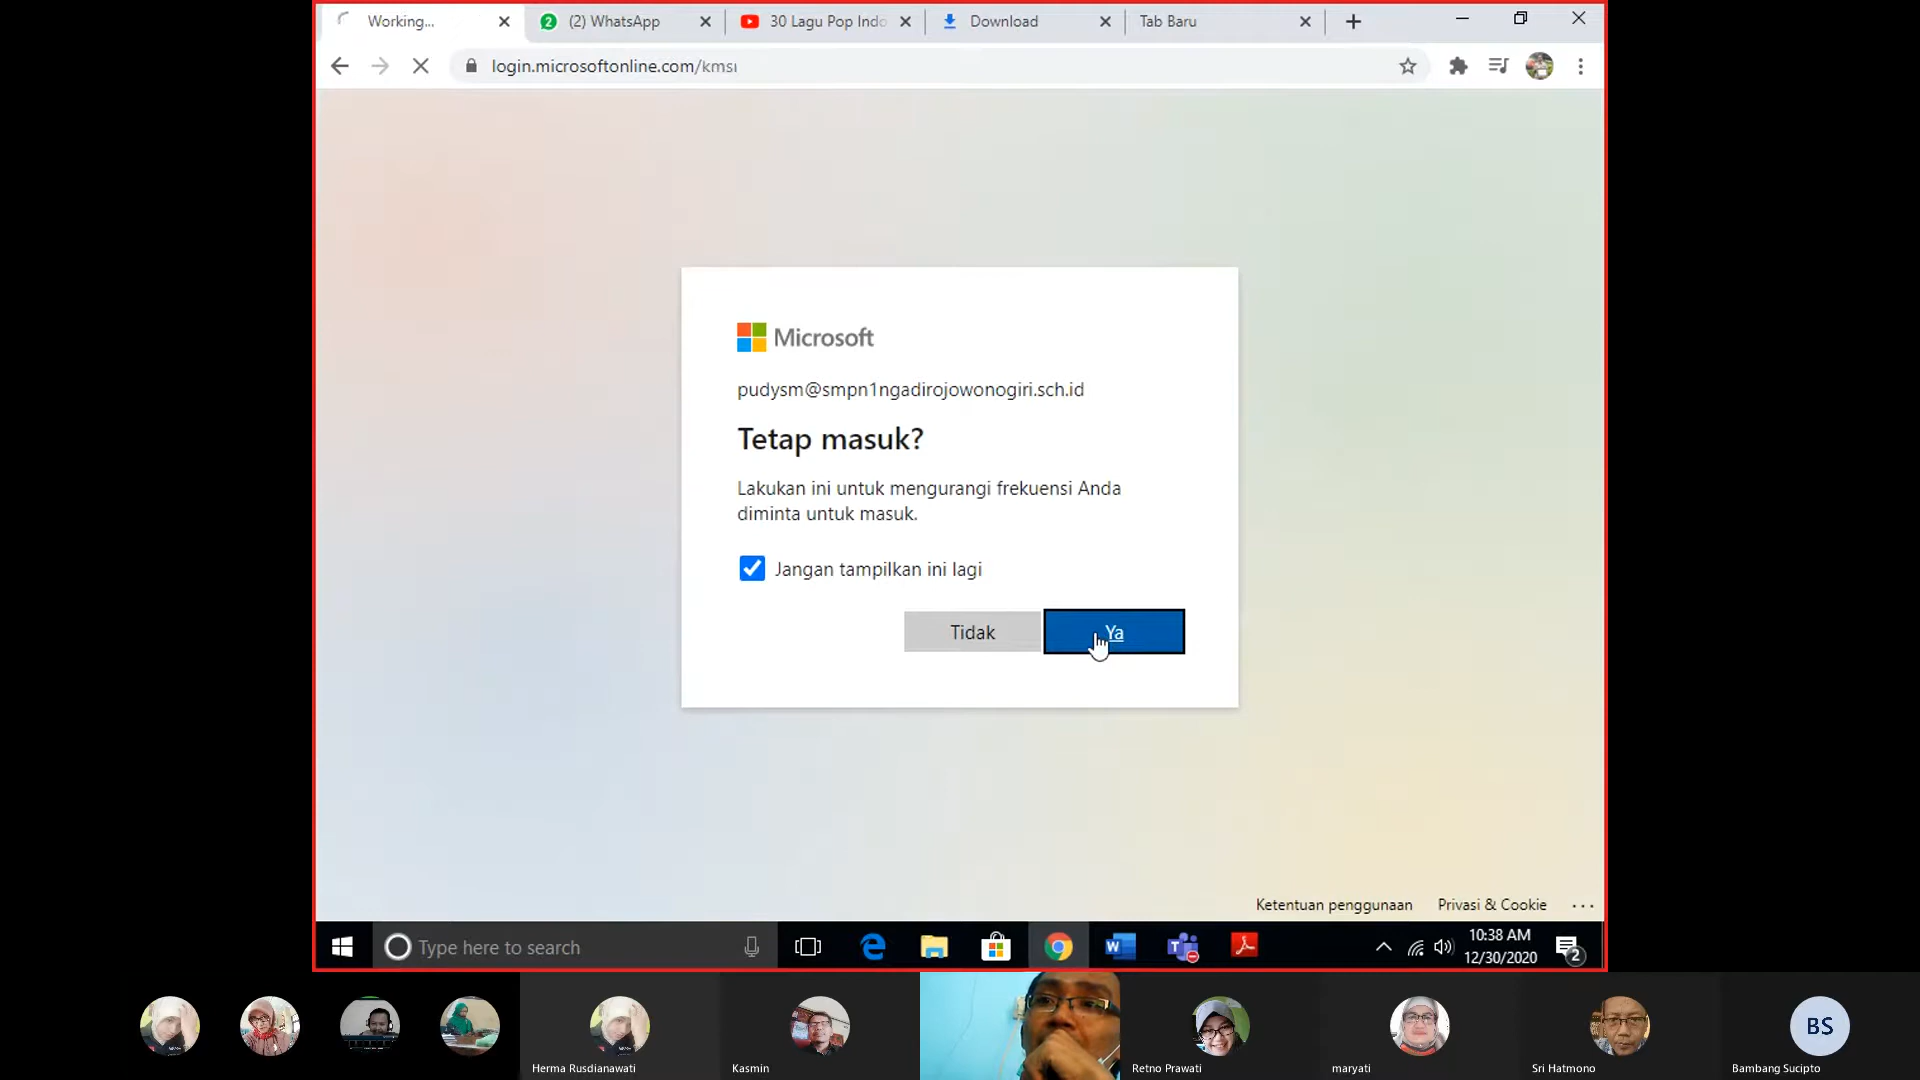 Working...
(2) WhatsApp
30 Lagu Pop Indo
Download
Tab Baru
login.microsoftonline.com/kmsi
Microsoft
pudysm@smpn1ngadirojowonogiri.sch.id
Tetap masuk?
Lakukan ini untuk mengurangi frekuensi Anda
diminta untuk masuk.
Jangan tampilkan ini lagi
Tidak
Ya
Ketentuan penggunaan
Privasi & Cookie
...
Type here to search
10:38 AM
12/30/2020
2
Herma Rusdianawati
Kasmin
Retno Prawati
maryati
Sri Hatmono
BS
Bambang Sucipto